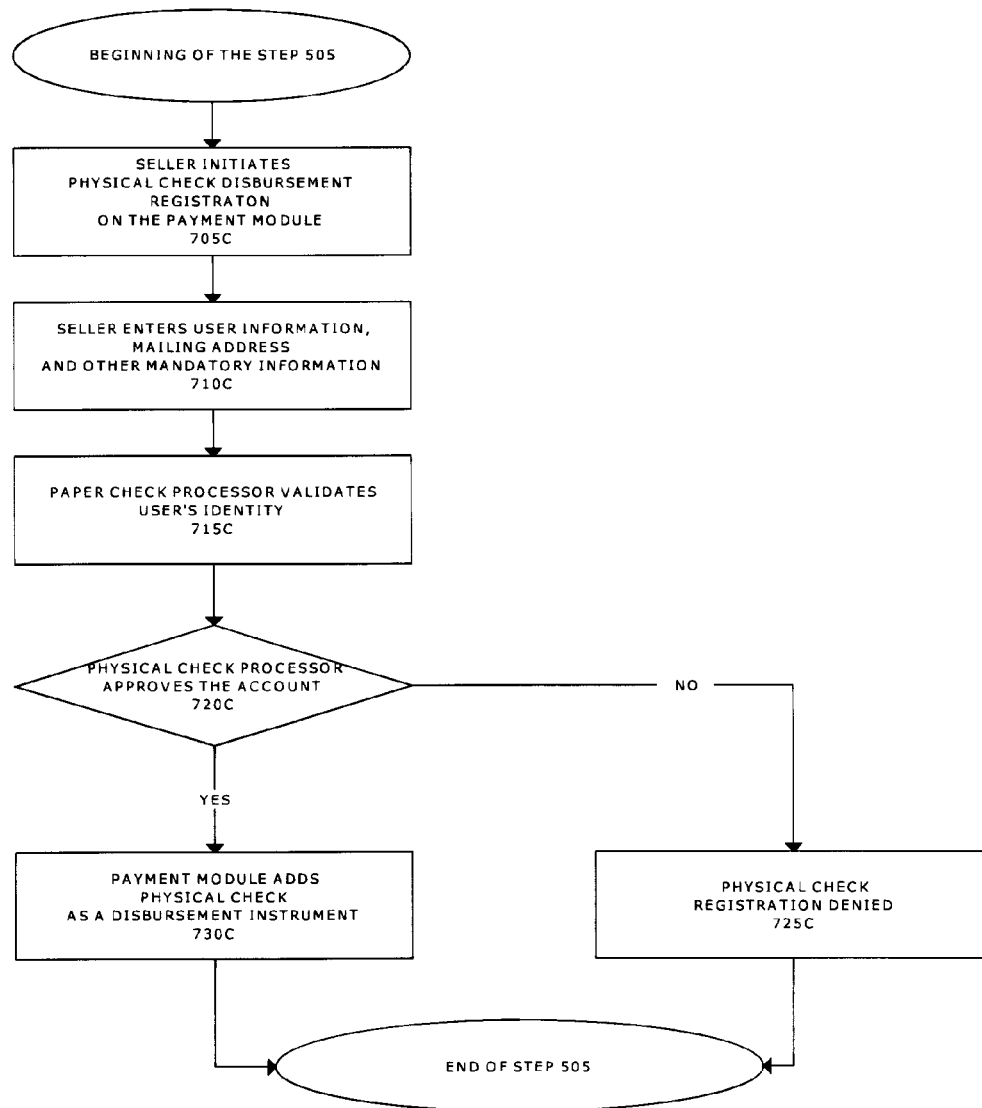 BEGINNING OF THE STEP 505
SELLER INITIATES
PHYSICAL CHECK DISBURSEMENT
REGISTRATON
ON THE PAYMENT MODULE
705C
SELLER ENTERS USER INFORMATION,
MAILING ADDRESS
AND OTHER MANDATORY INFORMATION
710C
PAPER CHECK PROCESSOR VALIDATES
USER'S IDENTITY
715C
PHYSICAL CHECK PROCESSOR
APPROVES THE ACCOUNT
720C
NO
YES
PAYMENT MODULE ADDS
PHYSICAL CHECK
AS A DISBURSEMENT INSTRUMENT
730C
PHYSICAL CHECK
REGISTRATION DENIED
725C
END OF STEP 505